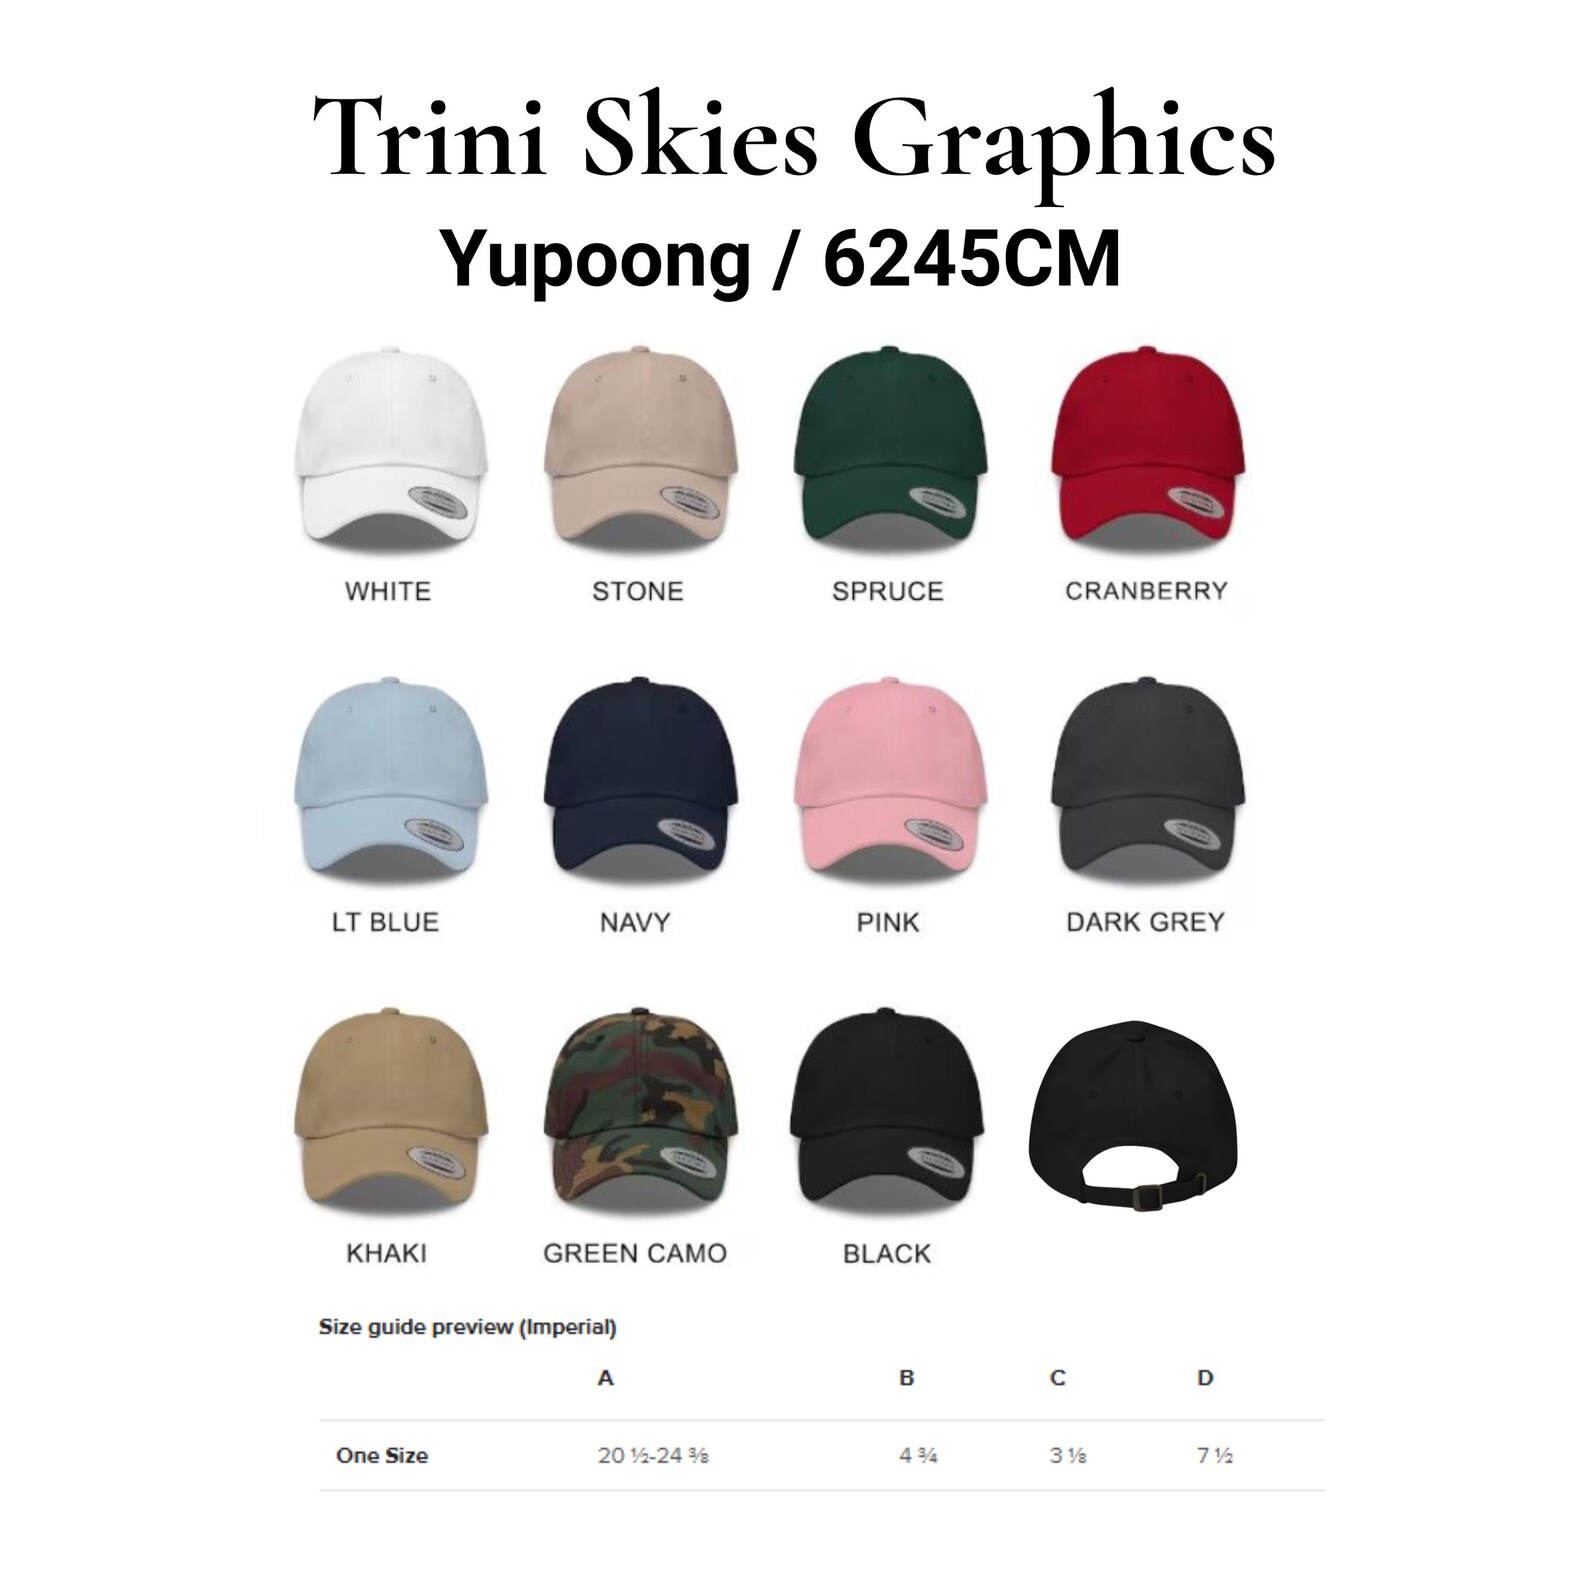 Trini Skies Graphics
Yupoong / 6245CM
WHITE STONE SPRUCE CRANBERRY
LT BLUE NAVY PINK DARK GREY
KHAKI GREEN CAMO BLACK
Size guide preview (Imperial)
A B C D
One Size 20 ½-24 ⅜ 4 ¾ 3 ⅛ 7 ½